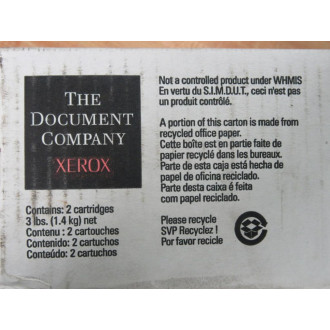 THE
DOCUMENT
COMPANY
XEROX
Contains: 2 cartridges
3 lbs. (1.4 kg) net
Contenu : 2 cartouches
Contenido: 2 cartuchos
Conteúdo: 2 cartuchos
Not a controlled product under WHMIS
En vertu du S.I.M.D.U.T., ceci n'est pas
un produit contrôlé.
A portion of this carton is made from
recycled office paper.
Cette boîte est en partie faite de
papier recyclé dans les bureaux.
Parte de esta caja está hecha de
papel de oficina reciclado.
Parte desta caixa é feita
com papel reciclado.
Please recycle
SVP Recyclez !
Por favor recicle